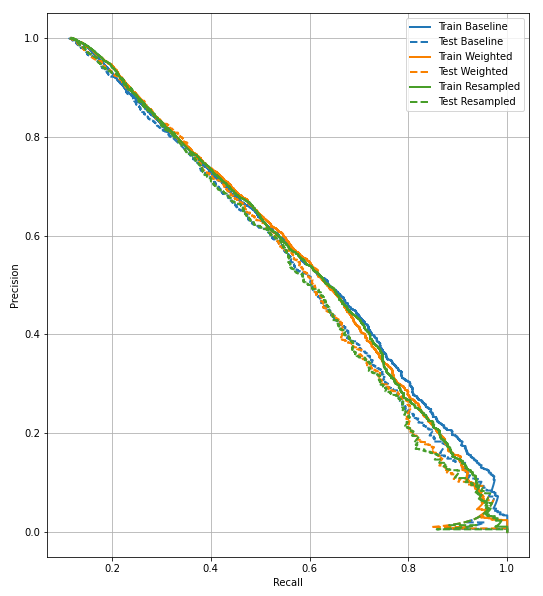 Train Baseline
Test Baseline
Train Weighted
Test Weighted
Train Resampled
Test Resampled
1.0
0.8
0.6
0.4
0.2
0.0
Precision
0.2 0.4 0.6 0.8 1.0
Recall